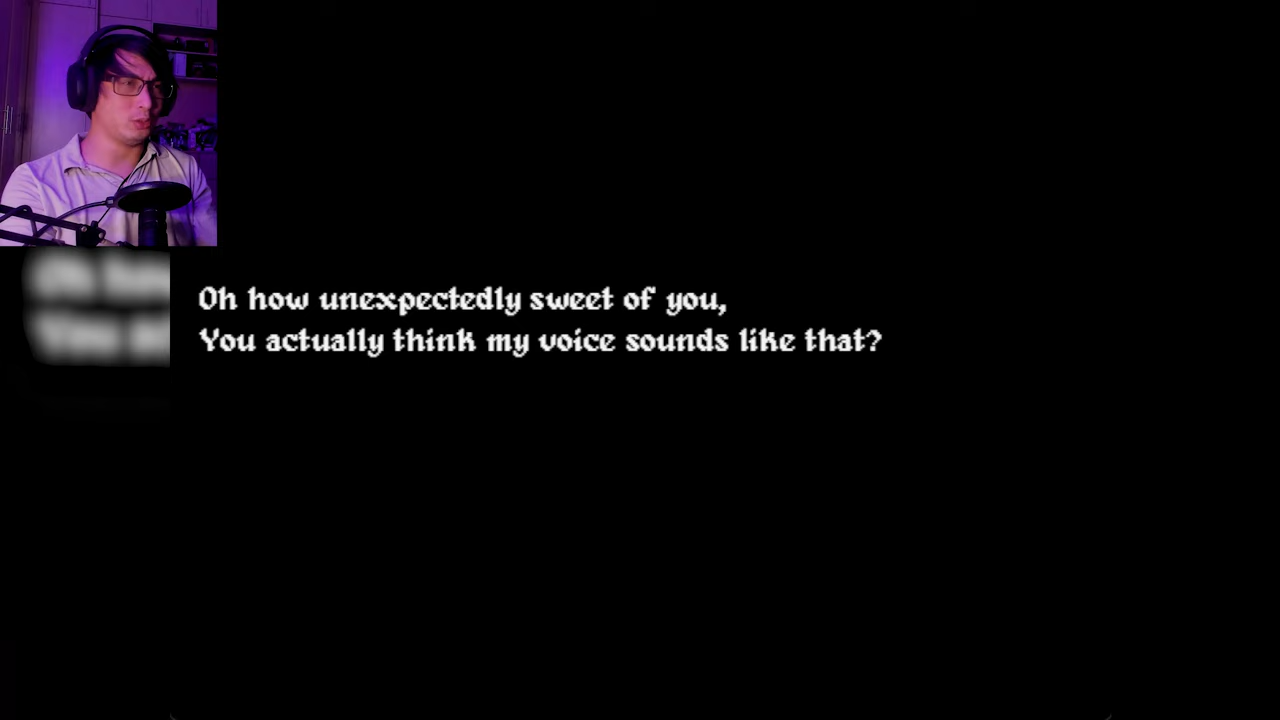 Oh how unexpectedly sweet of you,
You actually think my voice sounds like that?